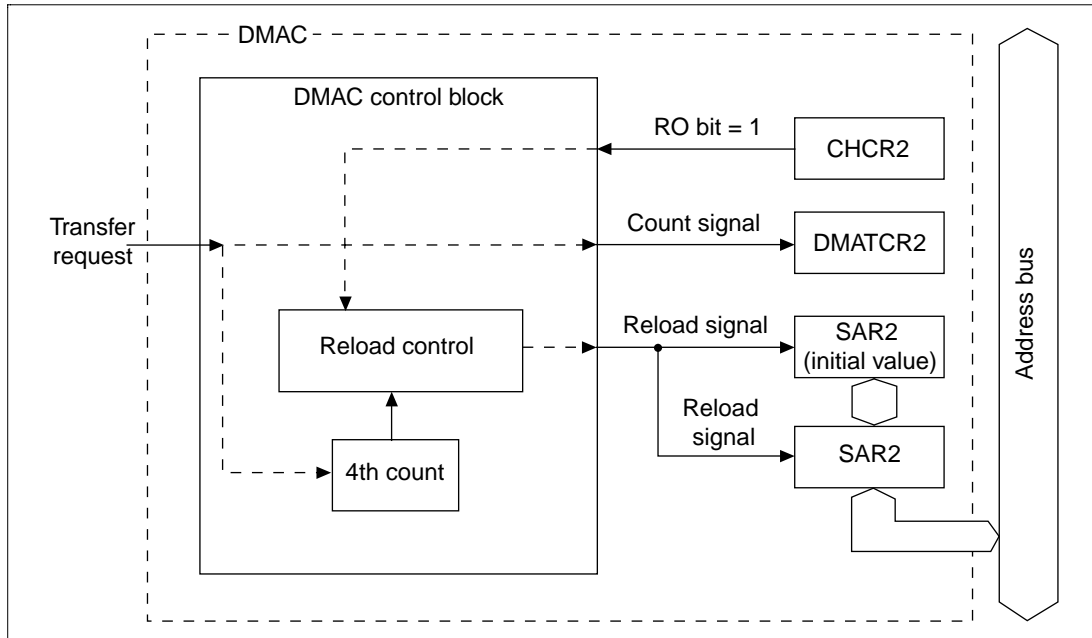 DMAC
DMAC control block
RO bit = 1
CHCR2
Transfer
request
Count signal
DMATCR2
Reload control
Reload signal
SAR2
(initial value)
Reload
signal
4th count
SAR2
Address bus